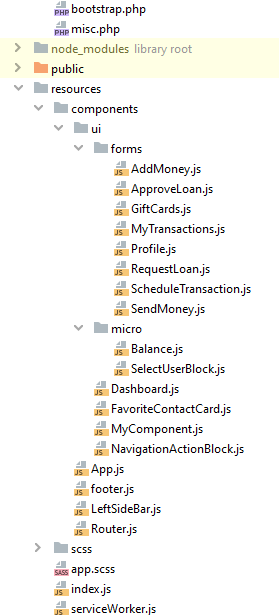 bootstrap.php
misc.php
node_modules library root
public
resources
components
ui
forms
AddMoney.js
ApproveLoan.js
GiftCards.js
MyTransactions.js
Profile.js
RequestLoan.js
ScheduleTransaction.js
SendMoney.js
micro
Balance.js
SelectUserBlock.js
Dashboard.js
FavoriteContactCard.js
MyComponent.js
NavigationActionBlock.js
App.js
footer.js
LeftSideBar.js
Router.js
scss
app.scss
index.js
serviceWorker.js